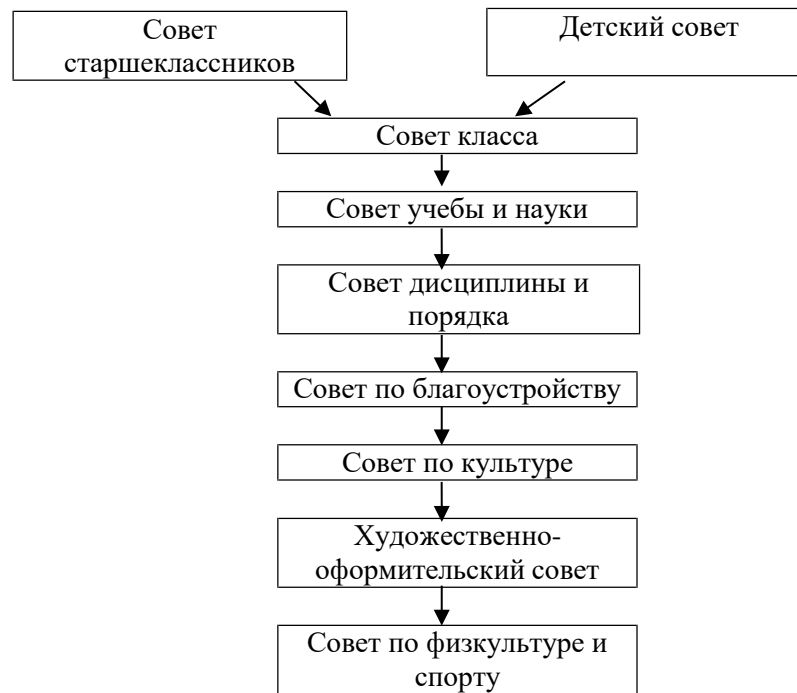 Совет
старшеклассников
Детский совет
Совет класса
Совет учебы и науки
Совет дисциплины и
порядка
Совет по благоустройству
Совет по культуре
Художественно-
оформительский совет
Совет по физкультуре и
спорту